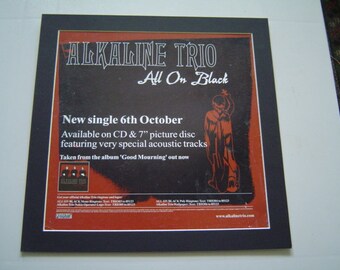 ALKALINE TRIO
All On Black
New single 6th October
Available on CD & 7" picture disc
featuring very special acoustic tracks
Taken from the album 'Good Mourning' out now
www.alkalinetrio.com